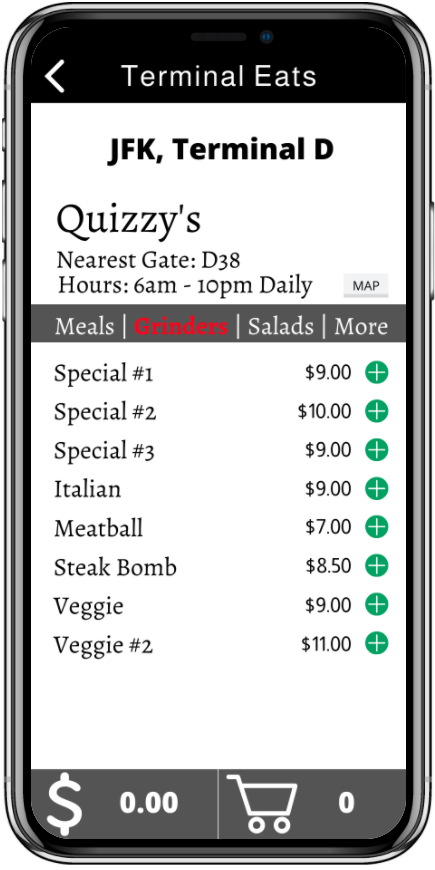 Terminal Eats
JFK, Terminal D
Quizzy's
Nearest Gate: D38
Hours: 6am - 10pm Daily MAP
Meals | Grinders | Salads | More
Special #1 $9.00
Special #2 $10.00
Special #3 $9.00
Italian $9.00
Meatball $7.00
Steak Bomb $8.50
Veggie $9.00
Veggie #2 $11.00
$ 0.00 0